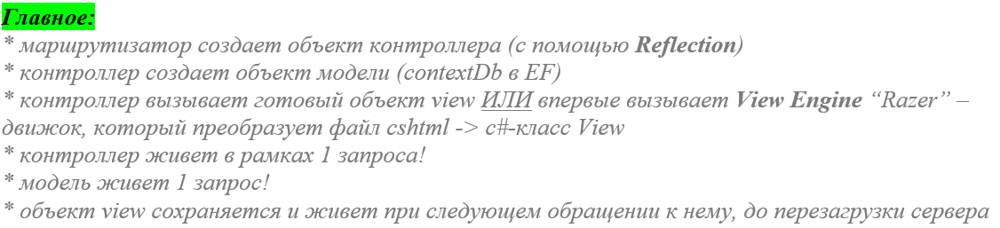 Главное:
* маршрутизатор создает объект контроллера (с помощью Reflection)
* контроллер создает объект модели (contextDb в EF)
* контроллер вызывает готовый объект view ИЛИ впервые вызывает View Engine “Razer” –
движок, который преобразует файл cshtml -> c#-класс View
* контроллер живет в рамках 1 запроса!
* модель живет 1 запрос!
* объект view сохраняется и живет при следующем обращении к нему, до перезагрузки сервера